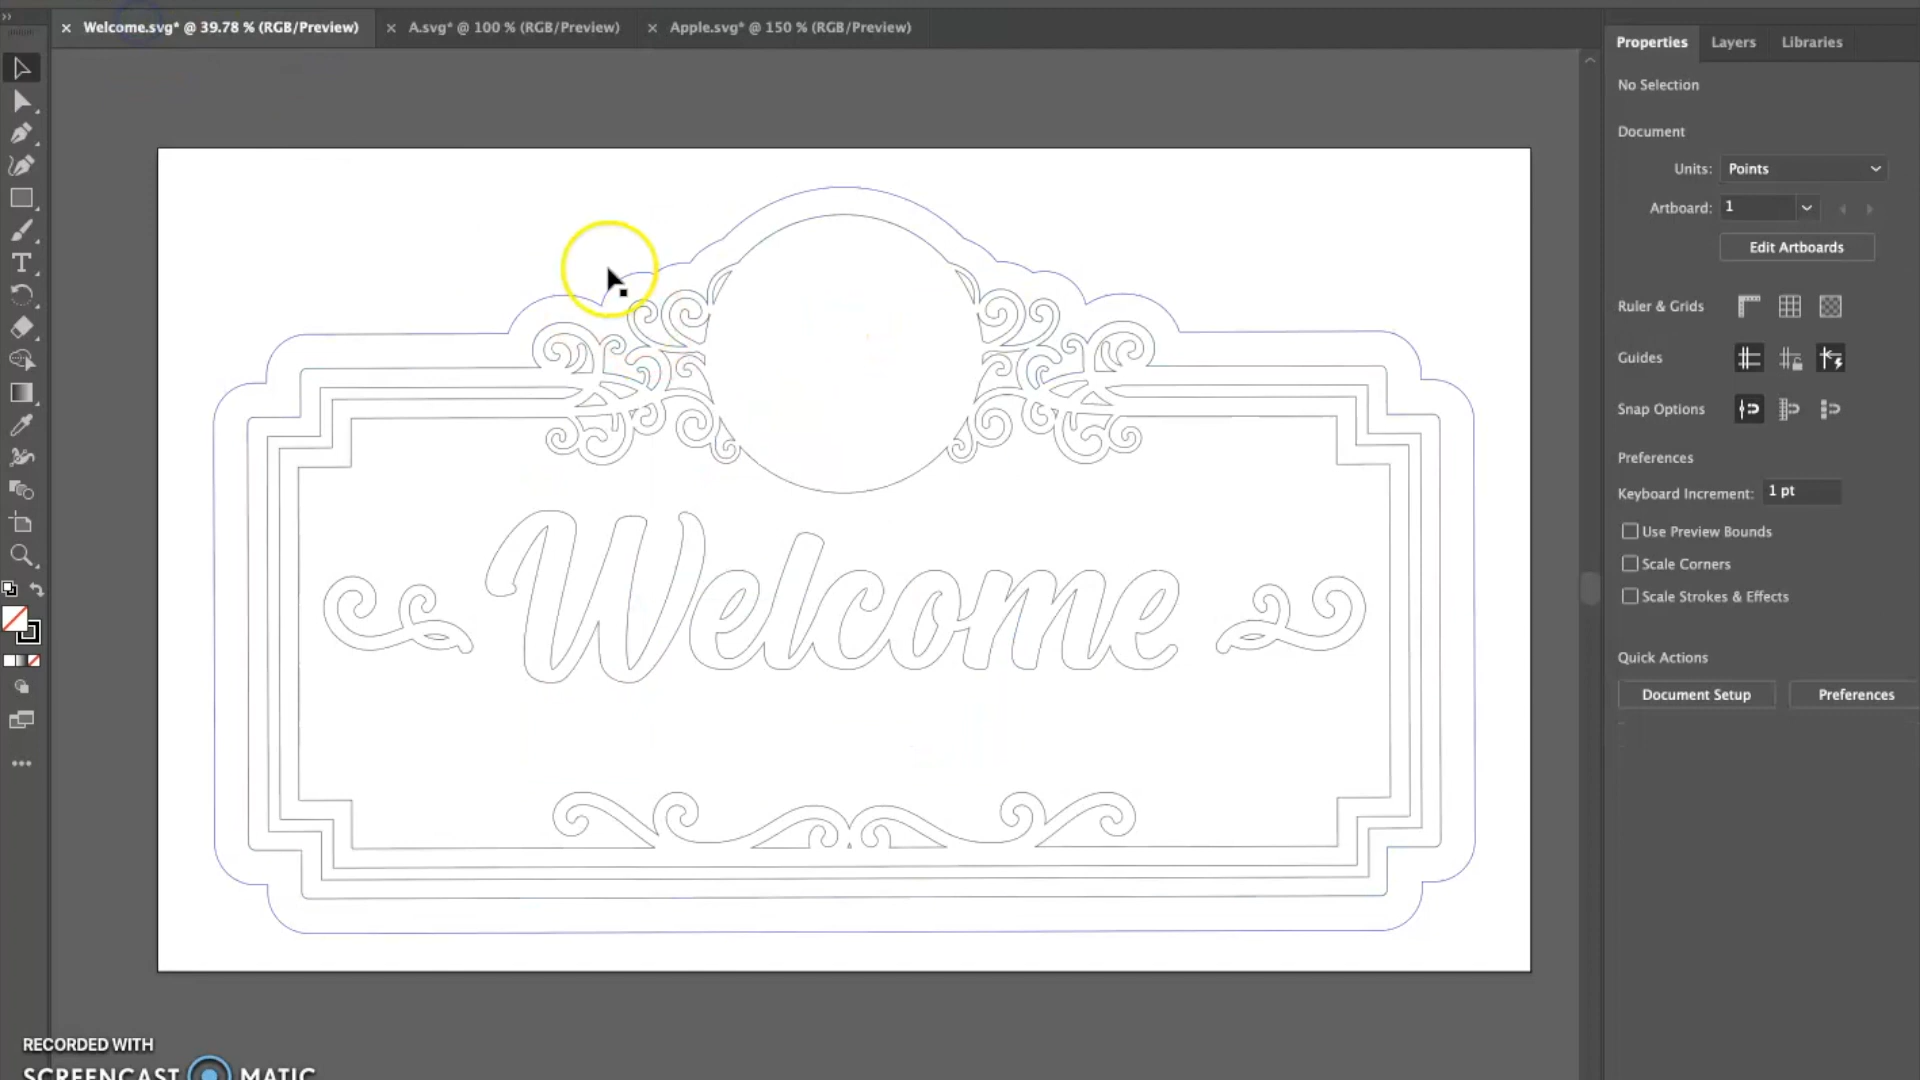 Welcome.svg* @ 39.78 % (RGB/Preview)
A.svg* @ 100 % (RGB/Preview)
Apple.svg* @ 150 % (RGB/Preview)
Properties
Layers
Libraries
No Selection
Document
Units:
Points
Artboard:
1
Edit Artboards
Ruler & Grids
Guides
Snap Options
Preferences
Keyboard Increment:
1 pt
Use Preview Bounds
Scale Corners
Scale Strokes & Effects
Quick Actions
Document Setup
Preferences
Welcome
RECORDED WITH
SCREENCAST MATIC